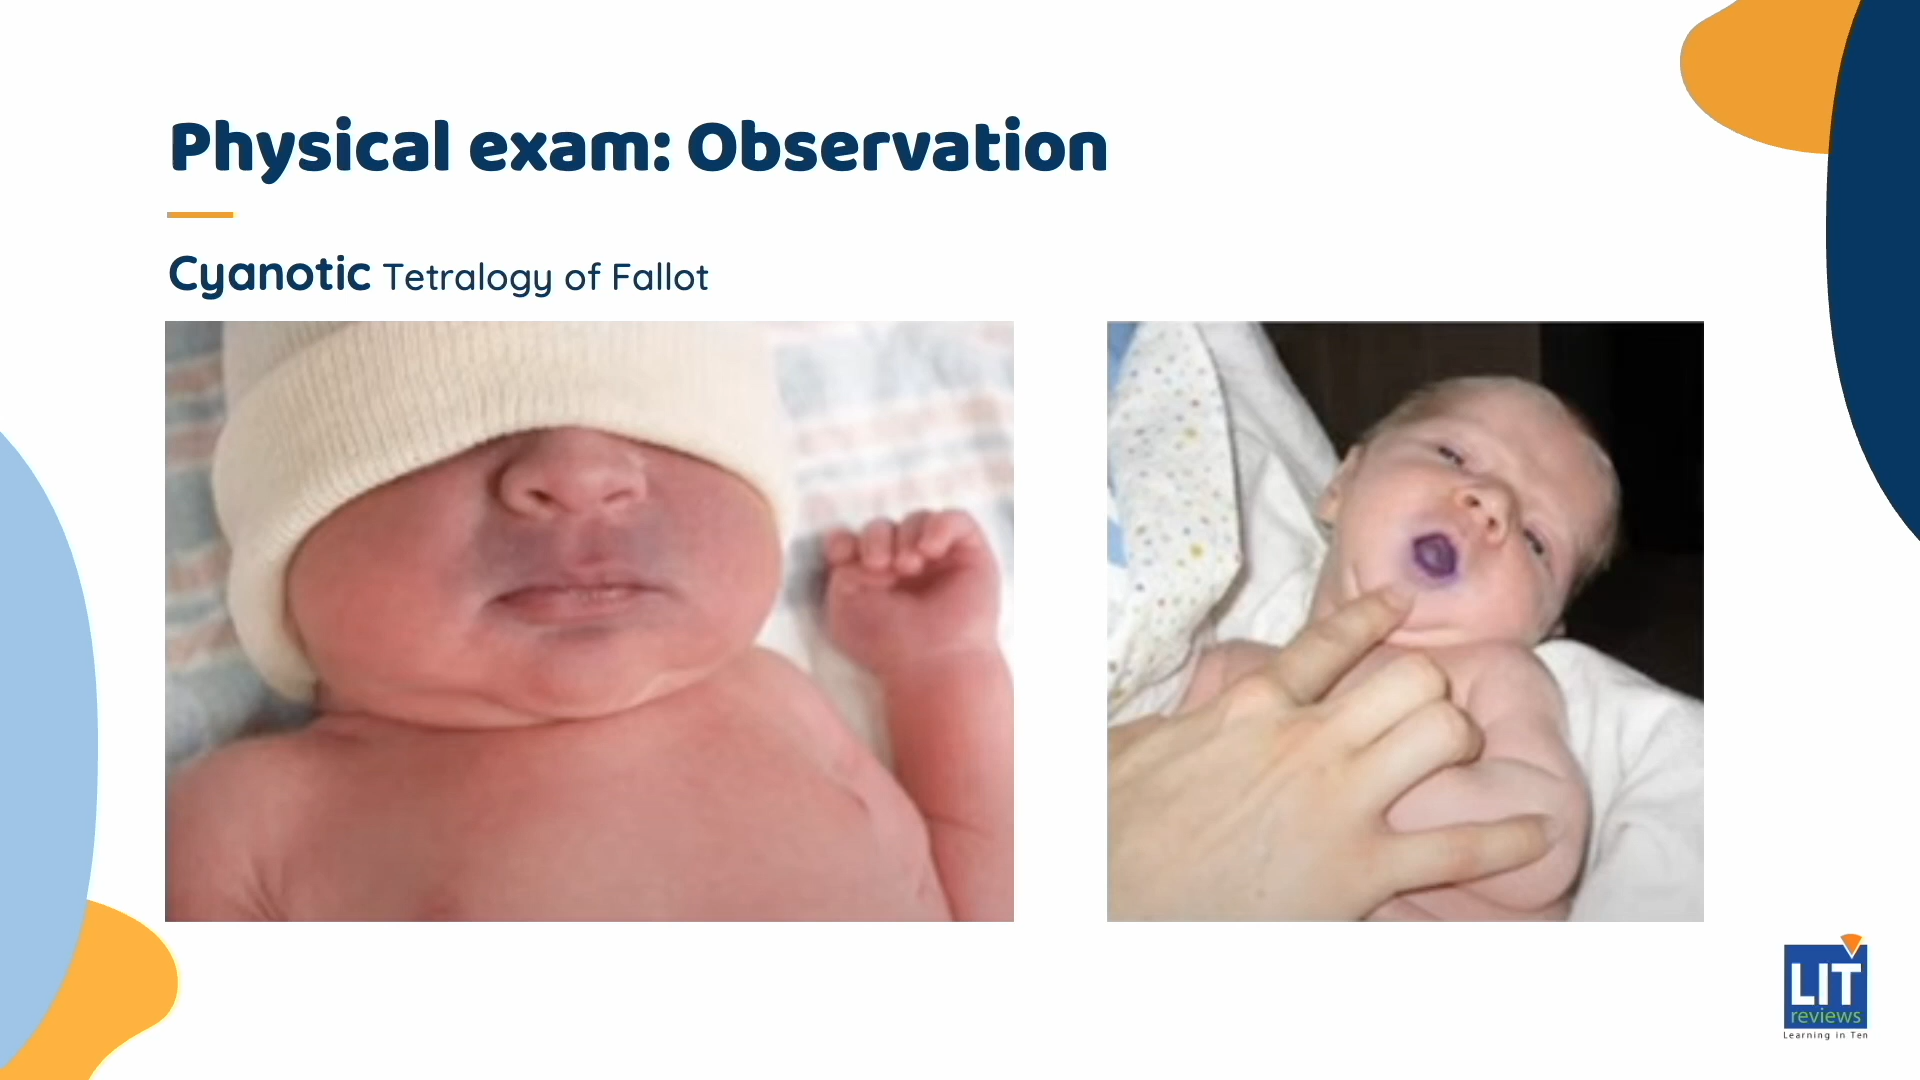 Physical exam: Observation
Cyanotic Tetralogy of Fallot
LIT
reviews
Learning in Ten